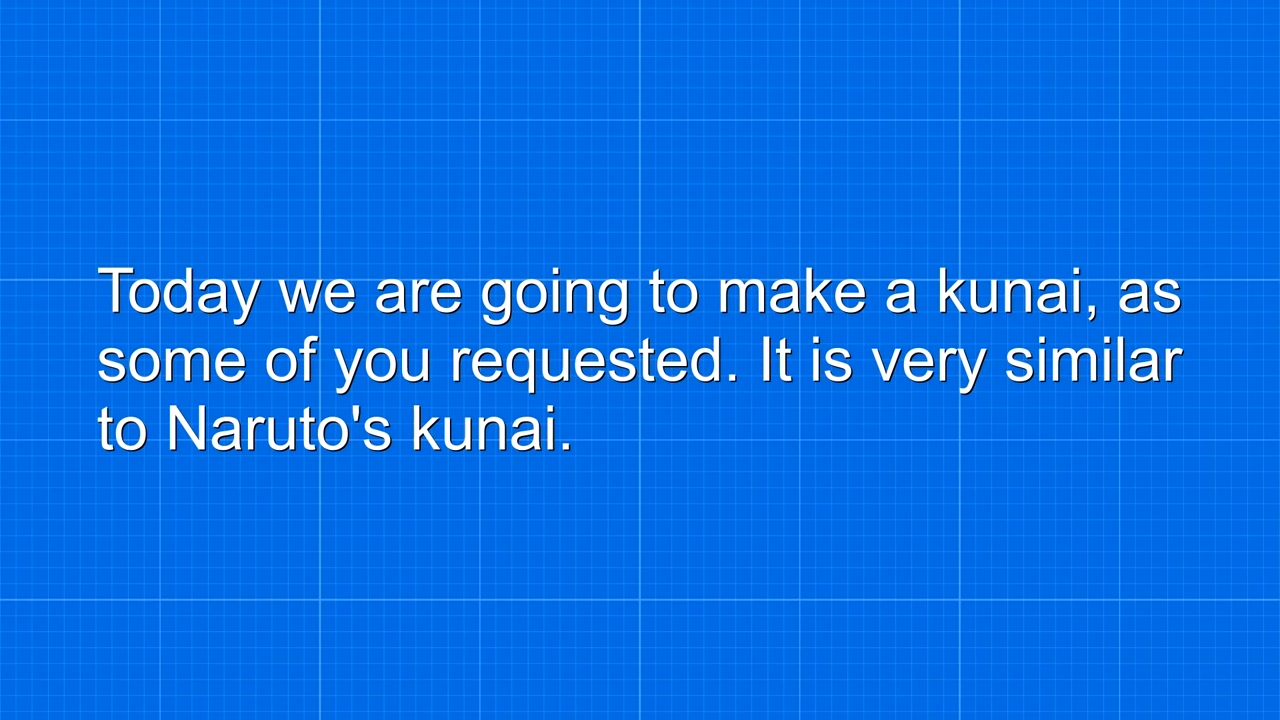 Today we are going to make a kunai, as
some of you requested. It is very similar
to Naruto's kunai.